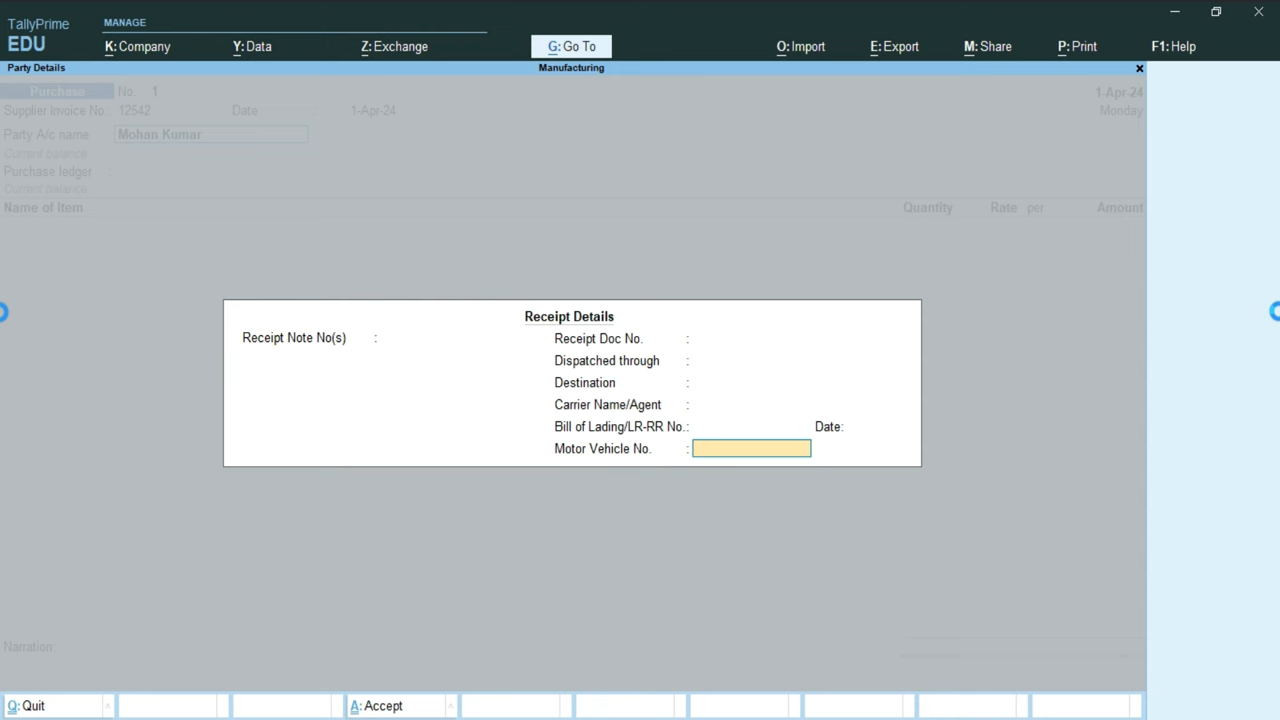 TallyPrime MANAGE
EDU K: Company Y: Data Z: Exchange G: Go To O: Import E: Export M: Share P: Print F1: Help
Party Details Manufacturing x
Purchase No. 1 1-Apr-24
Supplier Invoice No.: 12542 Date : 1-Apr-24 Monday
Party A/c name Mohan Kumar
Current balance
Purchase ledger :
Current balance
Name of Item Quantity Rate per Amount
Receipt Details
Receipt Note No(s) : Receipt Doc No. :
Dispatched through :
Destination :
Carrier Name/Agent :
Bill of Lading/LR-RR No.: Date:
Motor Vehicle No. :
Narration:
Q: Quit A: Accept